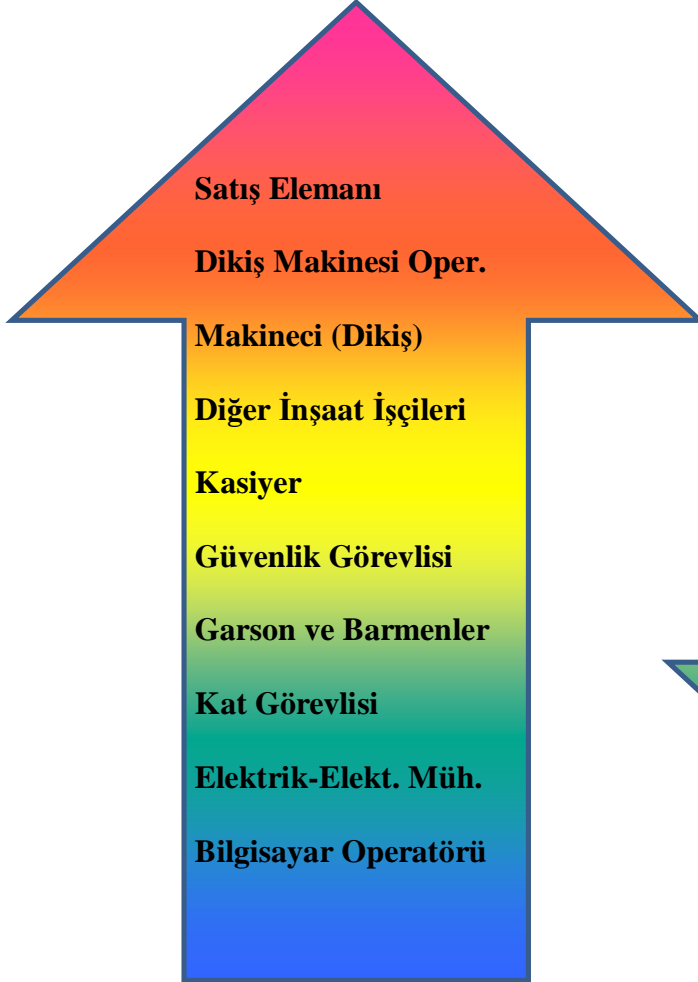 Satış Elemanı
Dikiş Makinesi Oper.
Makineci (Dikiş)
Diğer İnşaat İşçileri
Kasiyer
Güvenlik Görevlisi
Garson ve Barmenler
Kat Görevlisi
Elektrik-Elekt. Müh.
Bilgisayar Operatörü